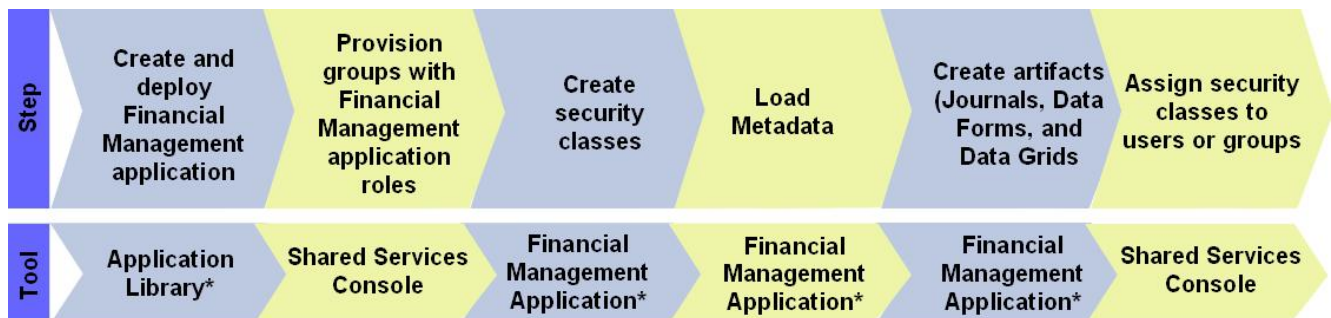 Step
Create and
deploy
Financial
Management
application
Provision
groups with
Financial
Management
application
roles
Create
security
classes
Load
Metadata
Create artifacts
(Journals, Data
Forms, and
Data Grids
Assign security
classes to
users or groups
Tool
Application
Library*
Shared Services
Console
Financial
Management
Application*
Financial
Management
Application*
Financial
Management
Application*
Shared Services
Console